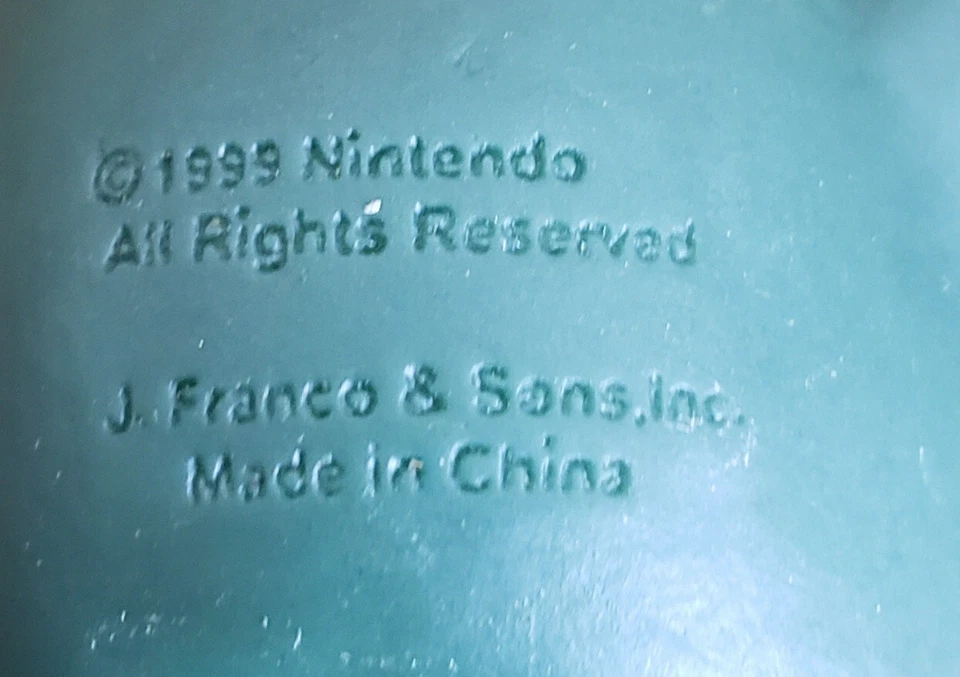 ©1999 Nintendo
All Rights Reserved
J. Franco & Sons,Inc.
Made in China